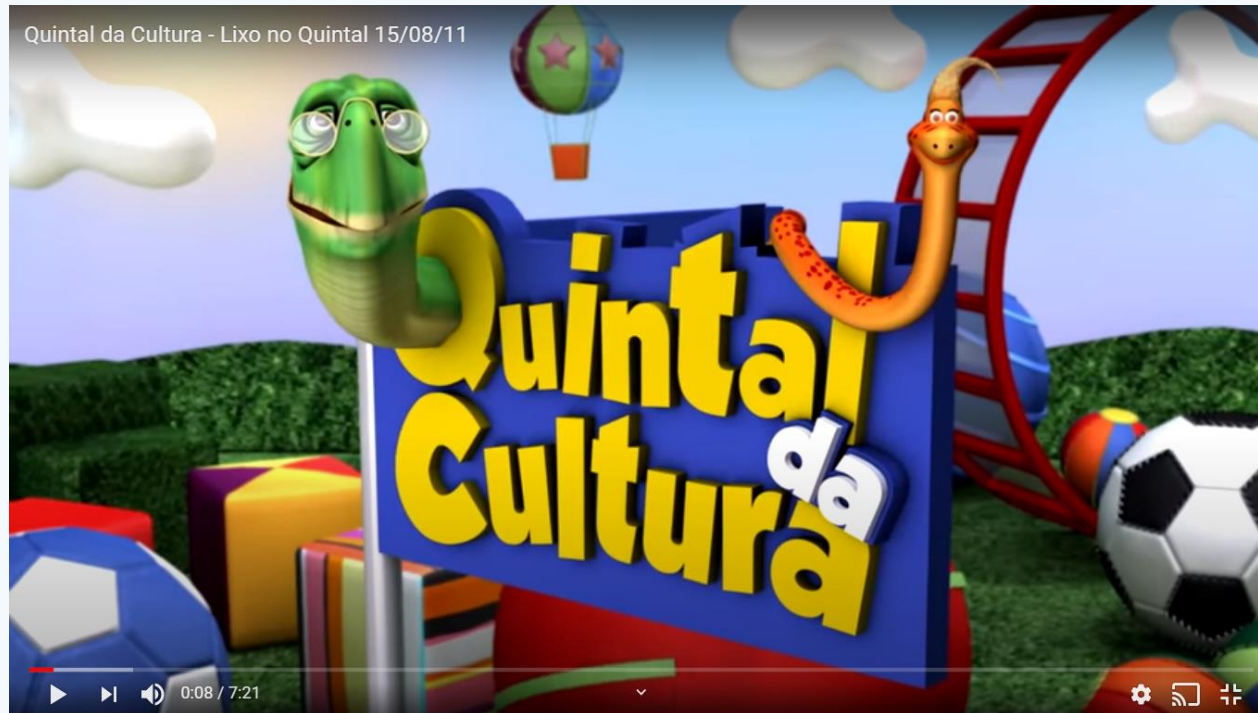 Quintal da Cultura - Lixo no Quintal 15/08/11
Quintal
da
Cultura
0:08 / 7:21